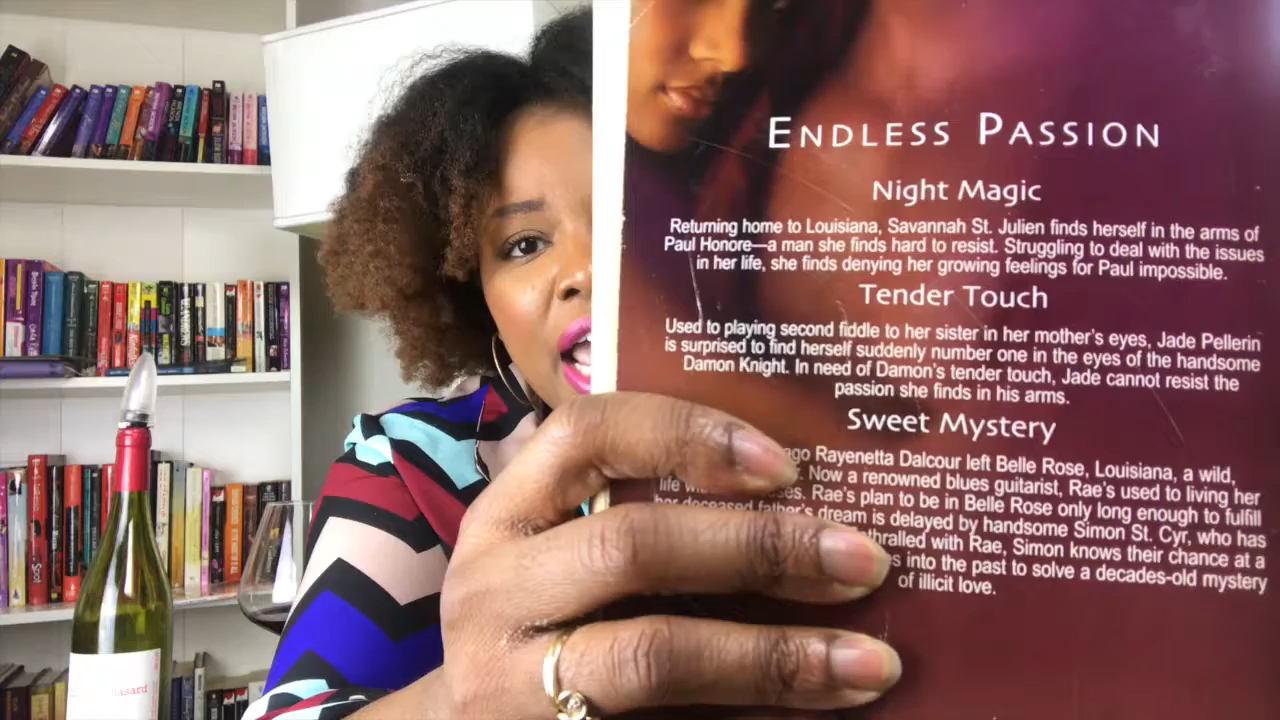 ENDLESS PASSION
Night Magic
Returning home to Louisiana, Savannah St. Julien finds herself in the arms of
Paul Honore—a man she finds hard to resist. Struggling to deal with the issues
in her life, she finds denying her growing feelings for Paul impossible.
Tender Touch
Used to playing second fiddle to her sister in her mother's eyes, Jade Pellerin
is surprised to find herself suddenly number one in the eyes of the handsome
Damon Knight. In need of Damon's tender touch, Jade cannot resist the
passion she finds in his arms.
Sweet Mystery
ago Rayenetta Dalcour left Belle Rose, Louisiana, a wild,
Now a renowned blues guitarist, Rae's used to living her
life Rae's plan to be in Belle Rose only long enough to fulfill
her deceased father's dream is delayed by handsome Simon St. Cyr, who has
with Rae, Simon knows their chance at a
into the past to solve a decades-old mystery
of illicit love.